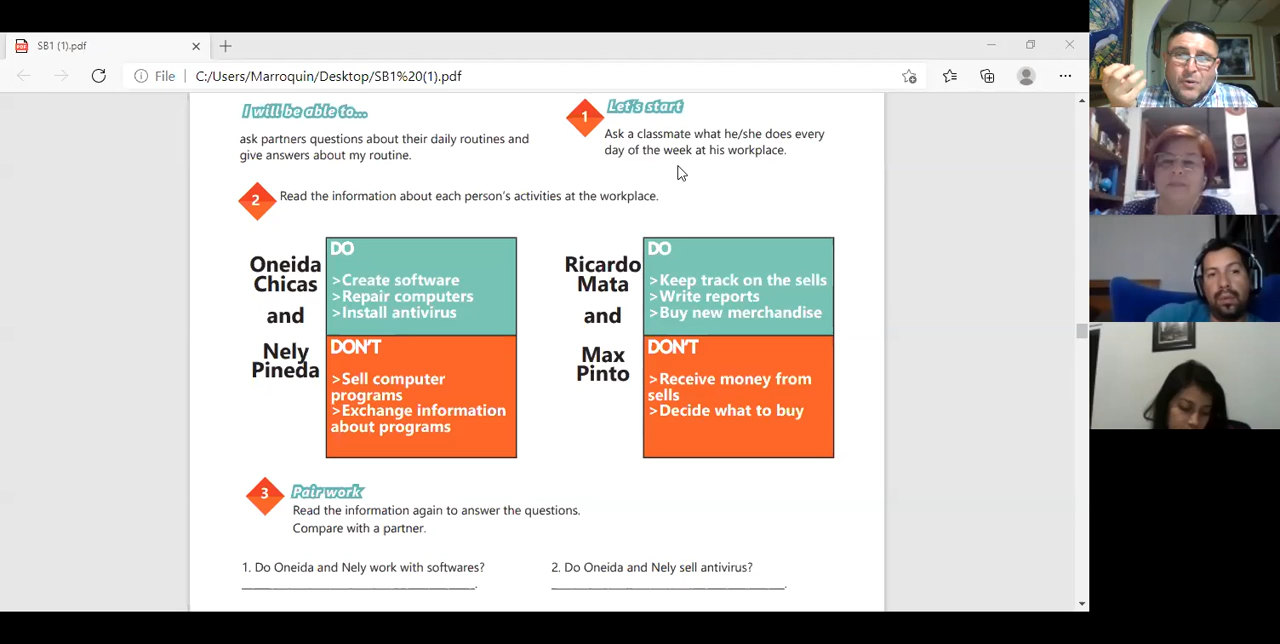 SB1 (1).pdf
File
C:/Users/Marroquin/Desktop/SB1%20(1).pdf
I will be able to...
ask partners questions about their daily routines and
give answers about my routine.
1
Let's start
Ask a classmate what he/she does every
day of the week at his workplace.
2
Read the information about each person's activities at the workplace.
Oneida
Chicas
and
Nely
Pineda
DO
>Create software
>Repair computers
>Install antivirus
DON'T
>Sell computer
programs
>Exchange information
about programs
Ricardo
Mata
and
Max
Pinto
DO
>Keep track on the sells
>Write reports
>Buy new merchandise
DON'T
>Receive money from
sells
>Decide what to buy
3
Pair work
Read the information again to answer the questions.
Compare with a partner.
1. Do Oneida and Nely work with softwares?
2. Do Oneida and Nely sell antivirus?